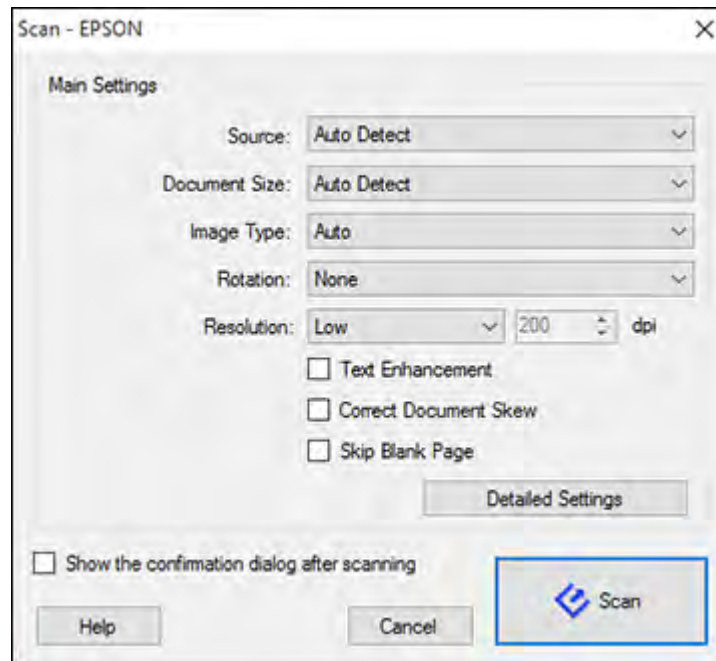 Scan - EPSON
Main Settings
Source: Auto Detect
Document Size: Auto Detect
Image Type: Auto
Rotation: None
Resolution: Low 200 dpi
Text Enhancement
Correct Document Skew
Skip Blank Page
Detailed Settings
Show the confirmation dialog after scanning
Scan
Help Cancel